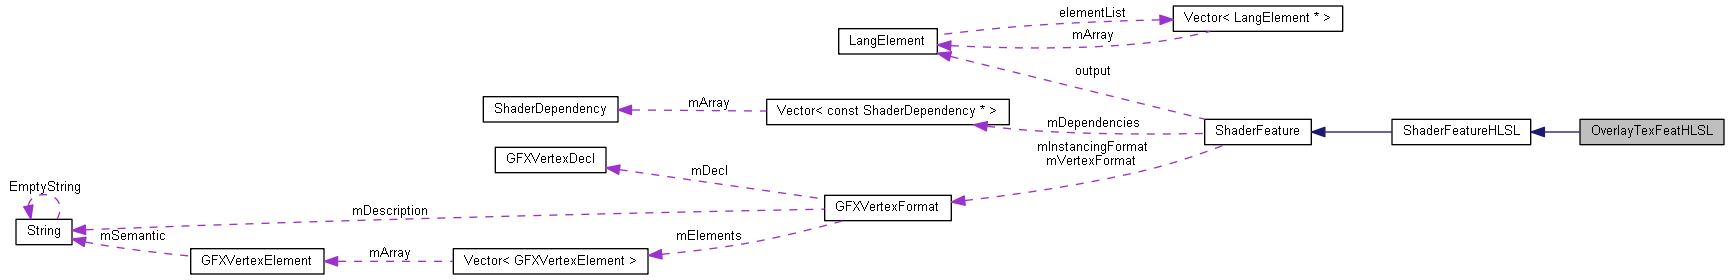 elementList
Vector< LangElement * >
mArray
LangElement
output
ShaderDependency
mArray
Vector< const ShaderDependency * >
mDependencies
ShaderFeature
ShaderFeatureHLSL
OverlayTexFeatHLSL
mInstancingFormat
mVertexFormat
GFXVertexDecl
mDecl
EmptyString
GFXVertexFormat
mDescription
String
mSemantic
mElements
GFXVertexElement
mArray
Vector< GFXVertexElement >